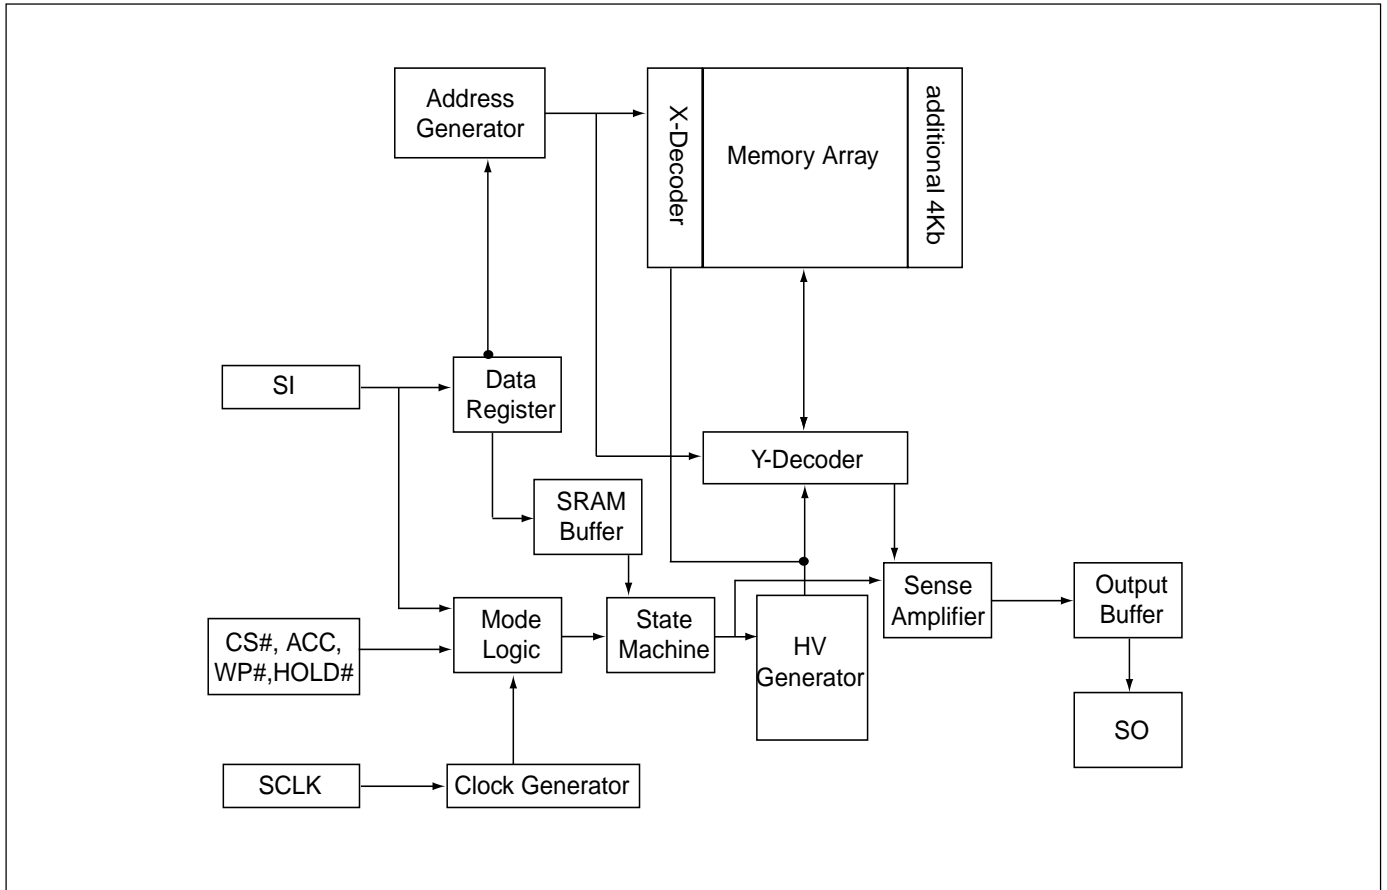 Address
Generator
X-Decoder
Memory Array
additional 4Kb
SI
Data
Register
Y-Decoder
SRAM
Buffer
Sense
Amplifier
Output
Buffer
CS#, ACC,
WP#,HOLD#
Mode
Logic
State
Machine
HV
Generator
SO
SCLK
Clock Generator